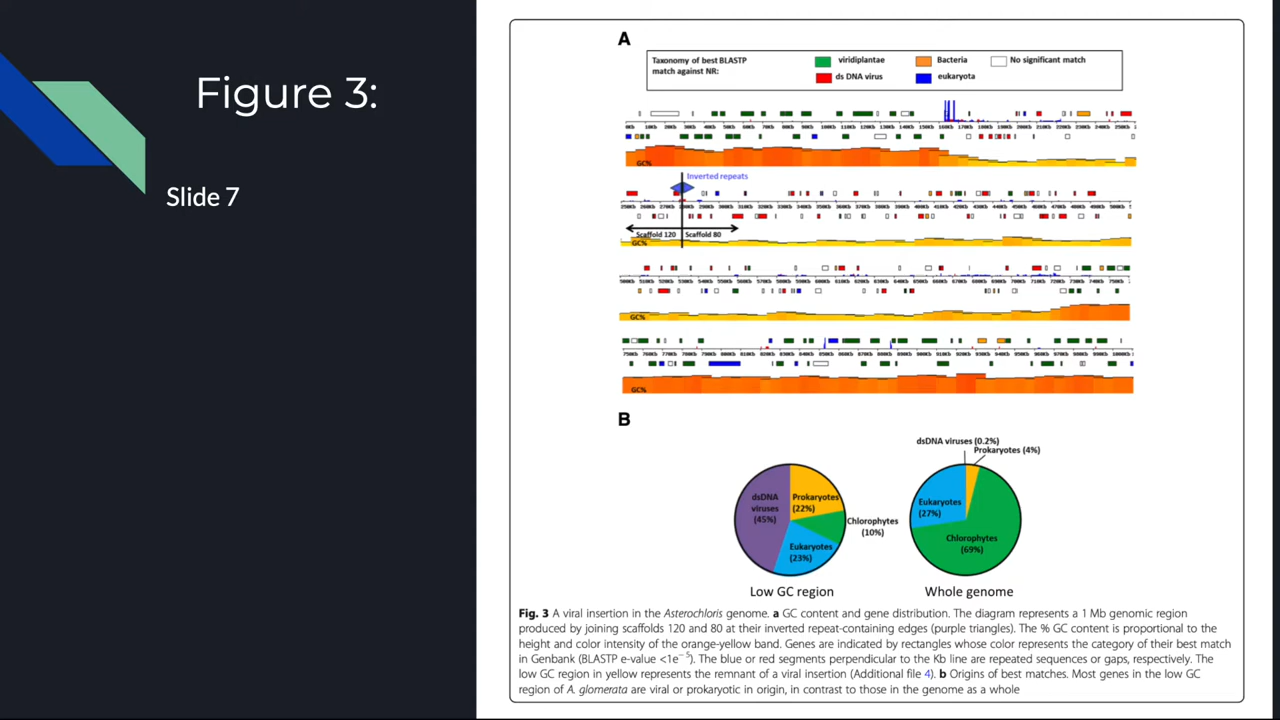 Figure 3:
Slide 7
A
Taxonomy of best BLASTP
match against NR:
viridiplantae
Bacteria
No significant match
ds DNA virus
eukaryota
GC%
Inverted repeats
Scaffold 120
Scaffold 80
GC%
GC%
GC%
B
dsDNA viruses (0.2%)
Prokaryotes (4%)
dsDNA
viruses
(45%)
Prokaryotes
(22%)
Chlorophytes
(10%)
Eukaryotes
(23%)
Eukaryotes
(27%)
Chlorophytes
(69%)
Low GC region
Whole genome
Fig. 3 A viral insertion in the Asterochloris genome. a GC content and gene distribution. The diagram represents a 1 Mb genomic region
produced by joining scaffolds 120 and 80 at their inverted repeat-containing edges (purple triangles). The % GC content is proportional to the
height and color intensity of the orange-yellow band. Genes are indicated by rectangles whose color represents the category of their best match
in Genbank (BLASTP e-value <1e⁻⁵). The blue or red segments perpendicular to the Kb line are repeated sequences or gaps, respectively. The
low GC region in yellow represents the remnant of a viral insertion (Additional file 4). b Origins of best matches. Most genes in the low GC
region of A. glomerata are viral or prokaryotic in origin, in contrast to those in the genome as a whole